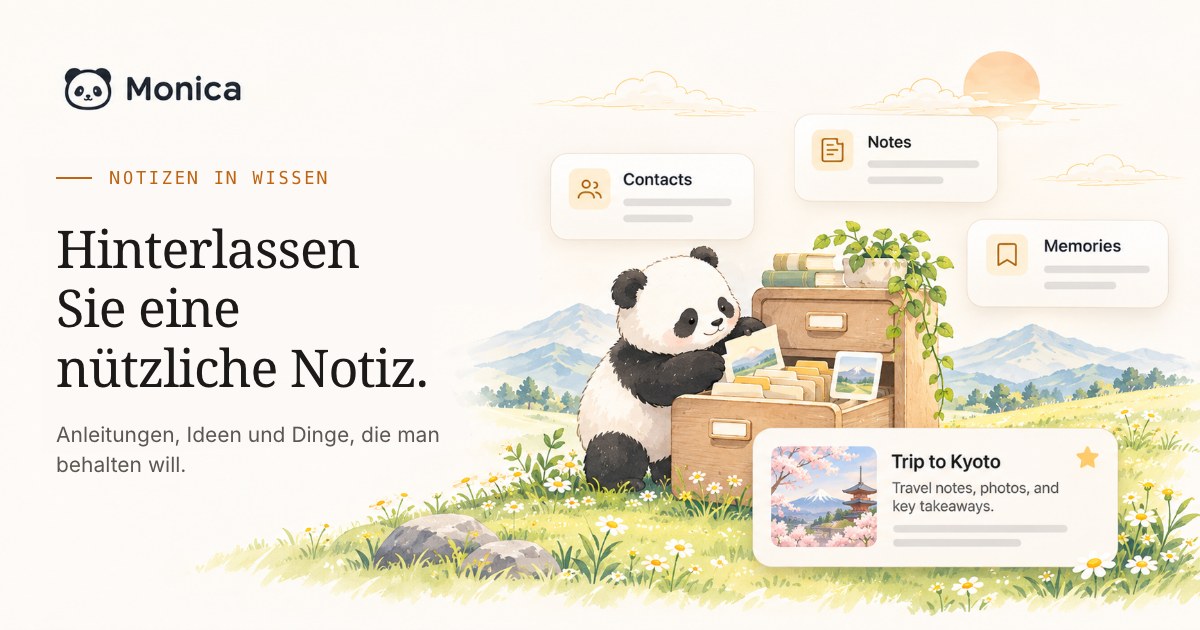 Monica
NOTIZEN IN WISSEN
Hinterlassen
Sie eine
nützliche Notiz.
Anleitungen, Ideen und Dinge, die man
behalten will.
Contacts
Notes
Memories
Trip to Kyoto
Travel notes, photos, and
key takeaways.